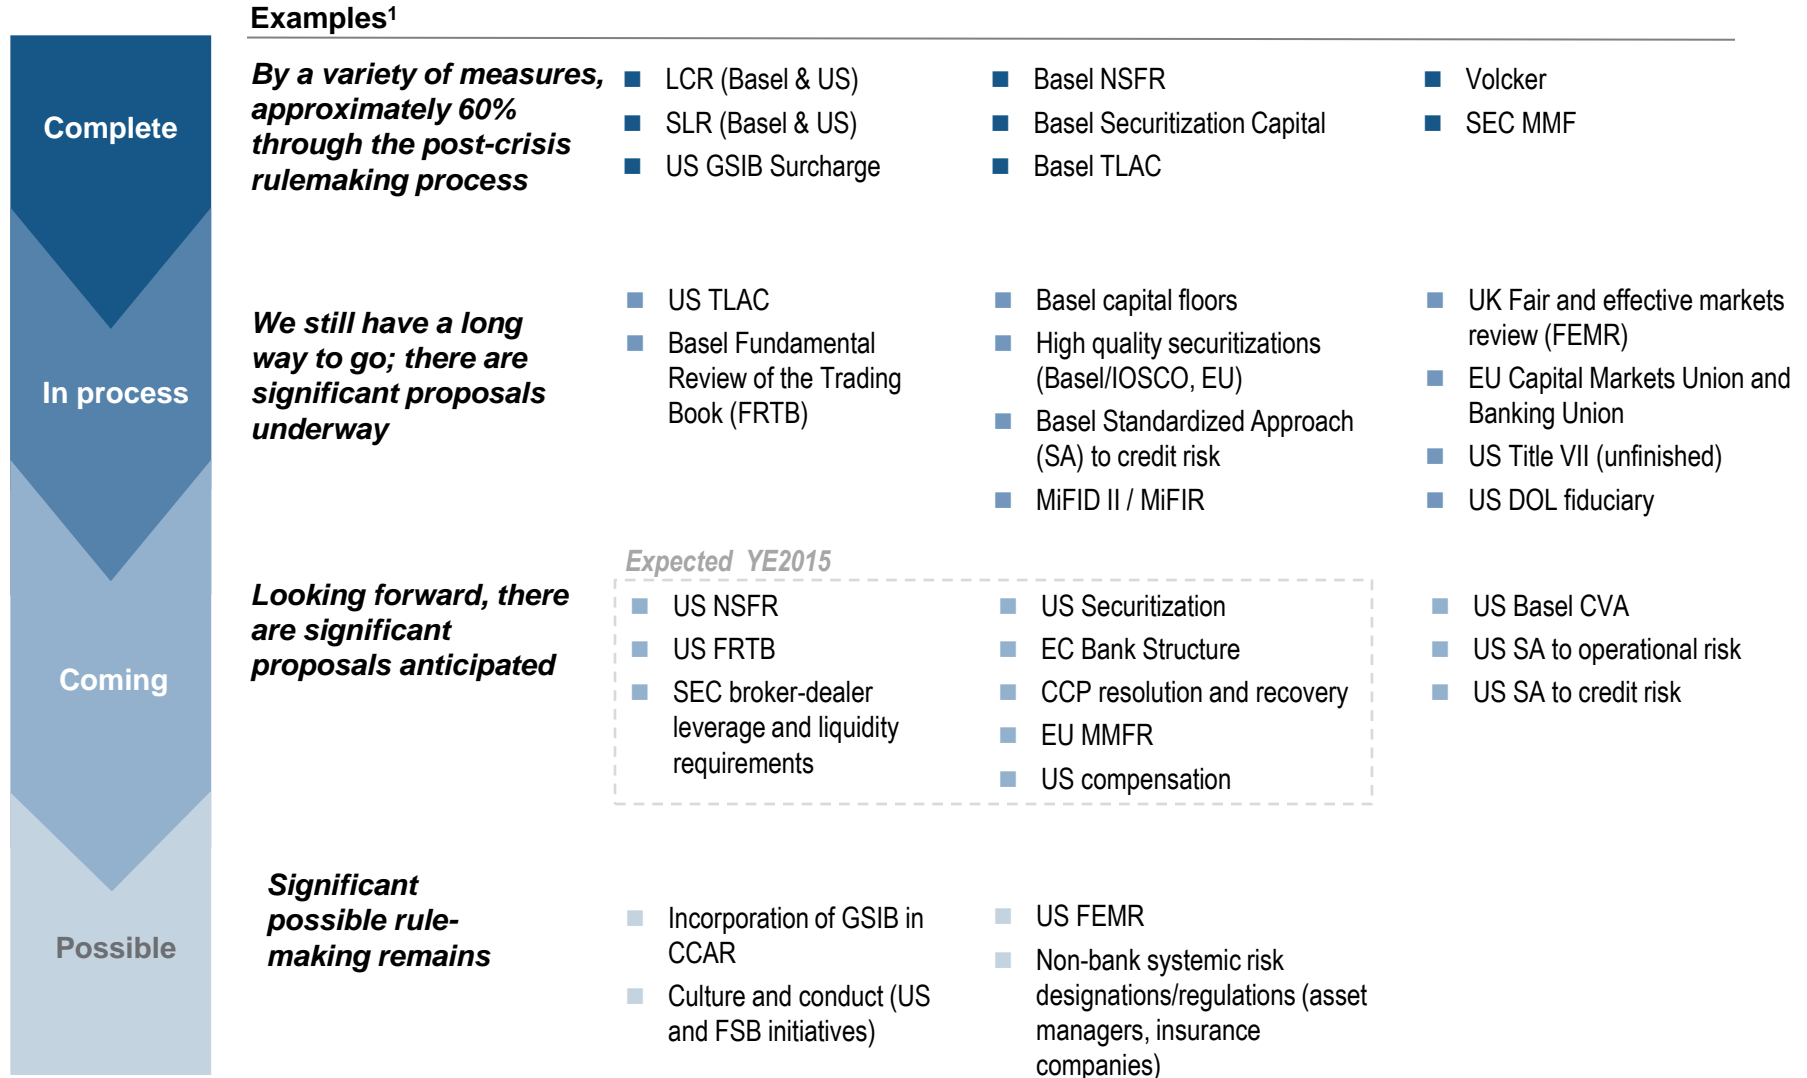 Examples¹
Complete
By a variety of measures,
approximately 60%
through the post-crisis
rulemaking process
LCR (Basel & US)
SLR (Basel & US)
US GSIB Surcharge
Basel NSFR
Basel Securitization Capital
Basel TLAC
Volcker
SEC MMF
In process
We still have a long
way to go; there are
significant proposals
underway
US TLAC
Basel Fundamental
Review of the Trading
Book (FRTB)
Basel capital floors
High quality securitizations
(Basel/IOSCO, EU)
Basel Standardized Approach
(SA) to credit risk
MiFID II / MiFIR
UK Fair and effective markets
review (FEMR)
EU Capital Markets Union and
Banking Union
US Title VII (unfinished)
US DOL fiduciary
Coming
Looking forward, there
are significant
proposals anticipated
Expected YE2015
US NSFR
US FRTB
SEC broker-dealer
leverage and liquidity
requirements
US Securitization
EC Bank Structure
CCP resolution and recovery
EU MMFR
US compensation
US Basel CVA
US SA to operational risk
US SA to credit risk
Possible
Significant
possible rule-
making remains
Incorporation of GSIB in
CCAR
Culture and conduct (US
and FSB initiatives)
US FEMR
Non-bank systemic risk
designations/regulations (asset
managers, insurance
companies)